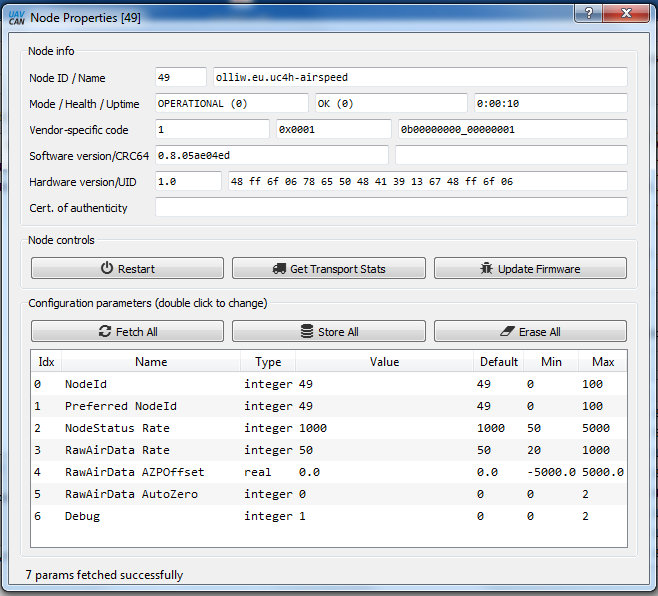 UAV
CAN
Node Properties [49]
?
Node info
Node ID / Name 49 olliw.eu.uc4h-airspeed
Mode / Health / Uptime OPERATIONAL (0) OK (0) 0:00:10
Vendor-specific code 1 0x0001 0b00000000_00000001
Software version/CRC64 0.8.05ae04ed
Hardware version/UID 1.0 48 ff 6f 06 78 65 50 48 41 39 13 67 48 ff 6f 06
Cert. of authenticity
Node controls
Restart Get Transport Stats Update Firmware
Configuration parameters (double click to change)
Fetch All Store All Erase All
Idx Name Type Value Default Min Max
0 NodeId integer 49 49 0 100
1 Preferred NodeId integer 49 49 0 100
2 NodeStatus Rate integer 1000 1000 50 5000
3 RawAirData Rate integer 50 50 20 1000
4 RawAirData AZPOffset real 0.0 0.0 -5000.0 5000.0
5 RawAirData AutoZero integer 0 0 0 2
6 Debug integer 1 0 0 2
7 params fetched successfully